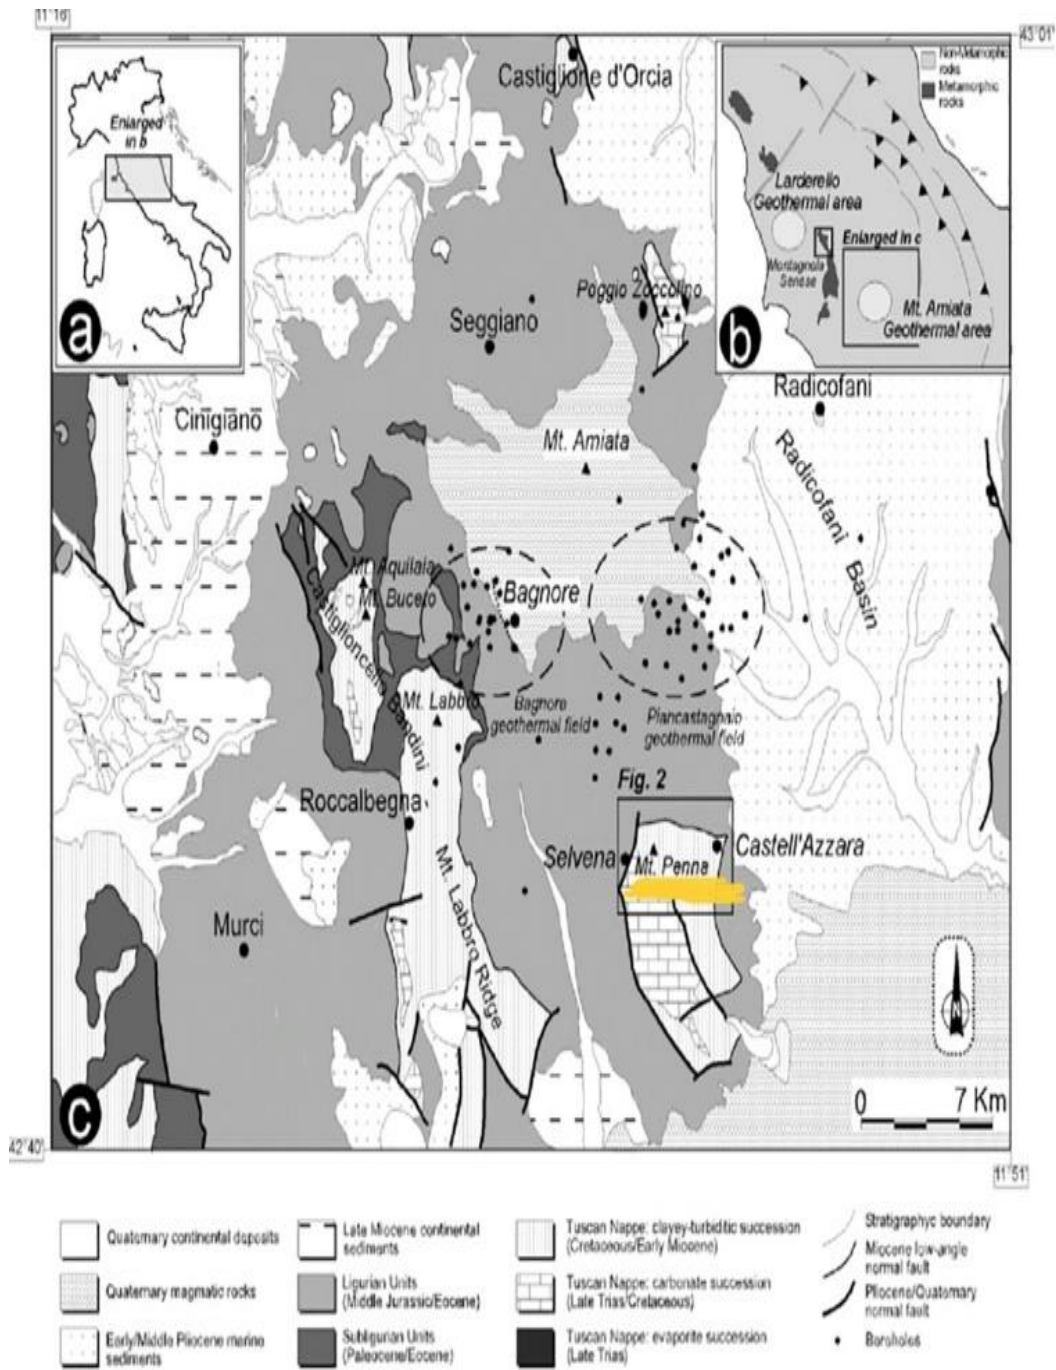 11°16'
43°01'
Enlarged
in b
a
Non-Metamorphic
rocks
Metamorphic
rocks
Larderello
Geothermal area
Enlarged in c
Montagnola
Senese
Mt. Amiata
Geothermal area
b
Castiglione d'Orcia
Poggio Zoccolino
Seggiano
Radicofani
Cinigiano
Mt. Amiata
Radicofani Basin
Mt. Aquilaia
Mt. Buceto
Bagnore
Castiglioncello Bandini
Mt. Labbro
Bagnore
geothermal field
Piancastagnaio
geothermal field
Fig. 2
Roccalbegna
Selvena
Mt. Penna
Castell'Azzara
Mt. Labbro Ridge
Murci
N
c
0 7 Km
42°40'
11°51'
Quaternary continental deposits
Quaternary magmatic rocks
Early/Middle Pliocene marine
sediments
Late Miocene continental
sediments
Ligurian Units
(Middle Jurassic/Eocene)
Subligurian Units
(Paleocene/Eocene)
Tuscan Nappe: clayey-turbiditic succession
(Cretaceous/Early Miocene)
Tuscan Nappe: carbonate succession
(Late Trias/Cretaceous)
Tuscan Nappe: evaporite succession
(Late Trias)
Stratigraphyc boundary
Miocene low-angle
normal fault
Pliocene/Quaternary
normal fault
Boreholes